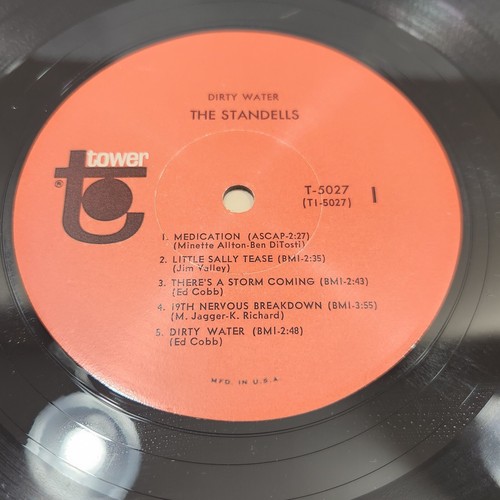 DIRTY WATER
THE STANDELLS
tower
®
T-5027
(T1-5027)
1
1. MEDICATION (ASCAP-2:27)
(Minette Allton-Ben DiTosti)
2. LITTLE SALLY TEASE (BMI-2:35)
(Jim Valley)
3. THERE'S A STORM COMING (BMI-2:43)
(Ed Cobb)
4. 19TH NERVOUS BREAKDOWN (BMI-3:55)
(M. Jagger-K. Richard)
5. DIRTY WATER (BMI-2:48)
(Ed Cobb)
MFD. IN U.S.A.